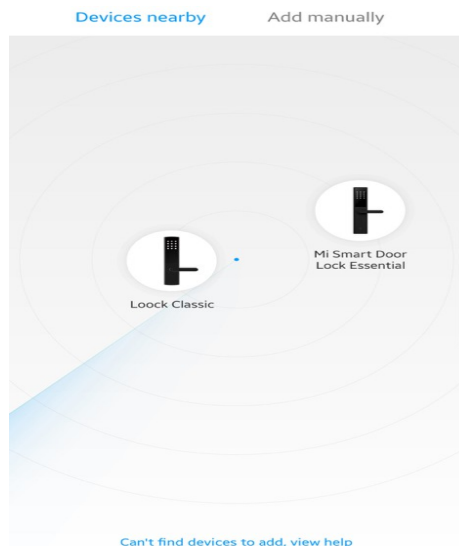 Devices nearby
Add manually
Mi Smart Door
Lock Essential
Loock Classic
Can't find devices to add, view help